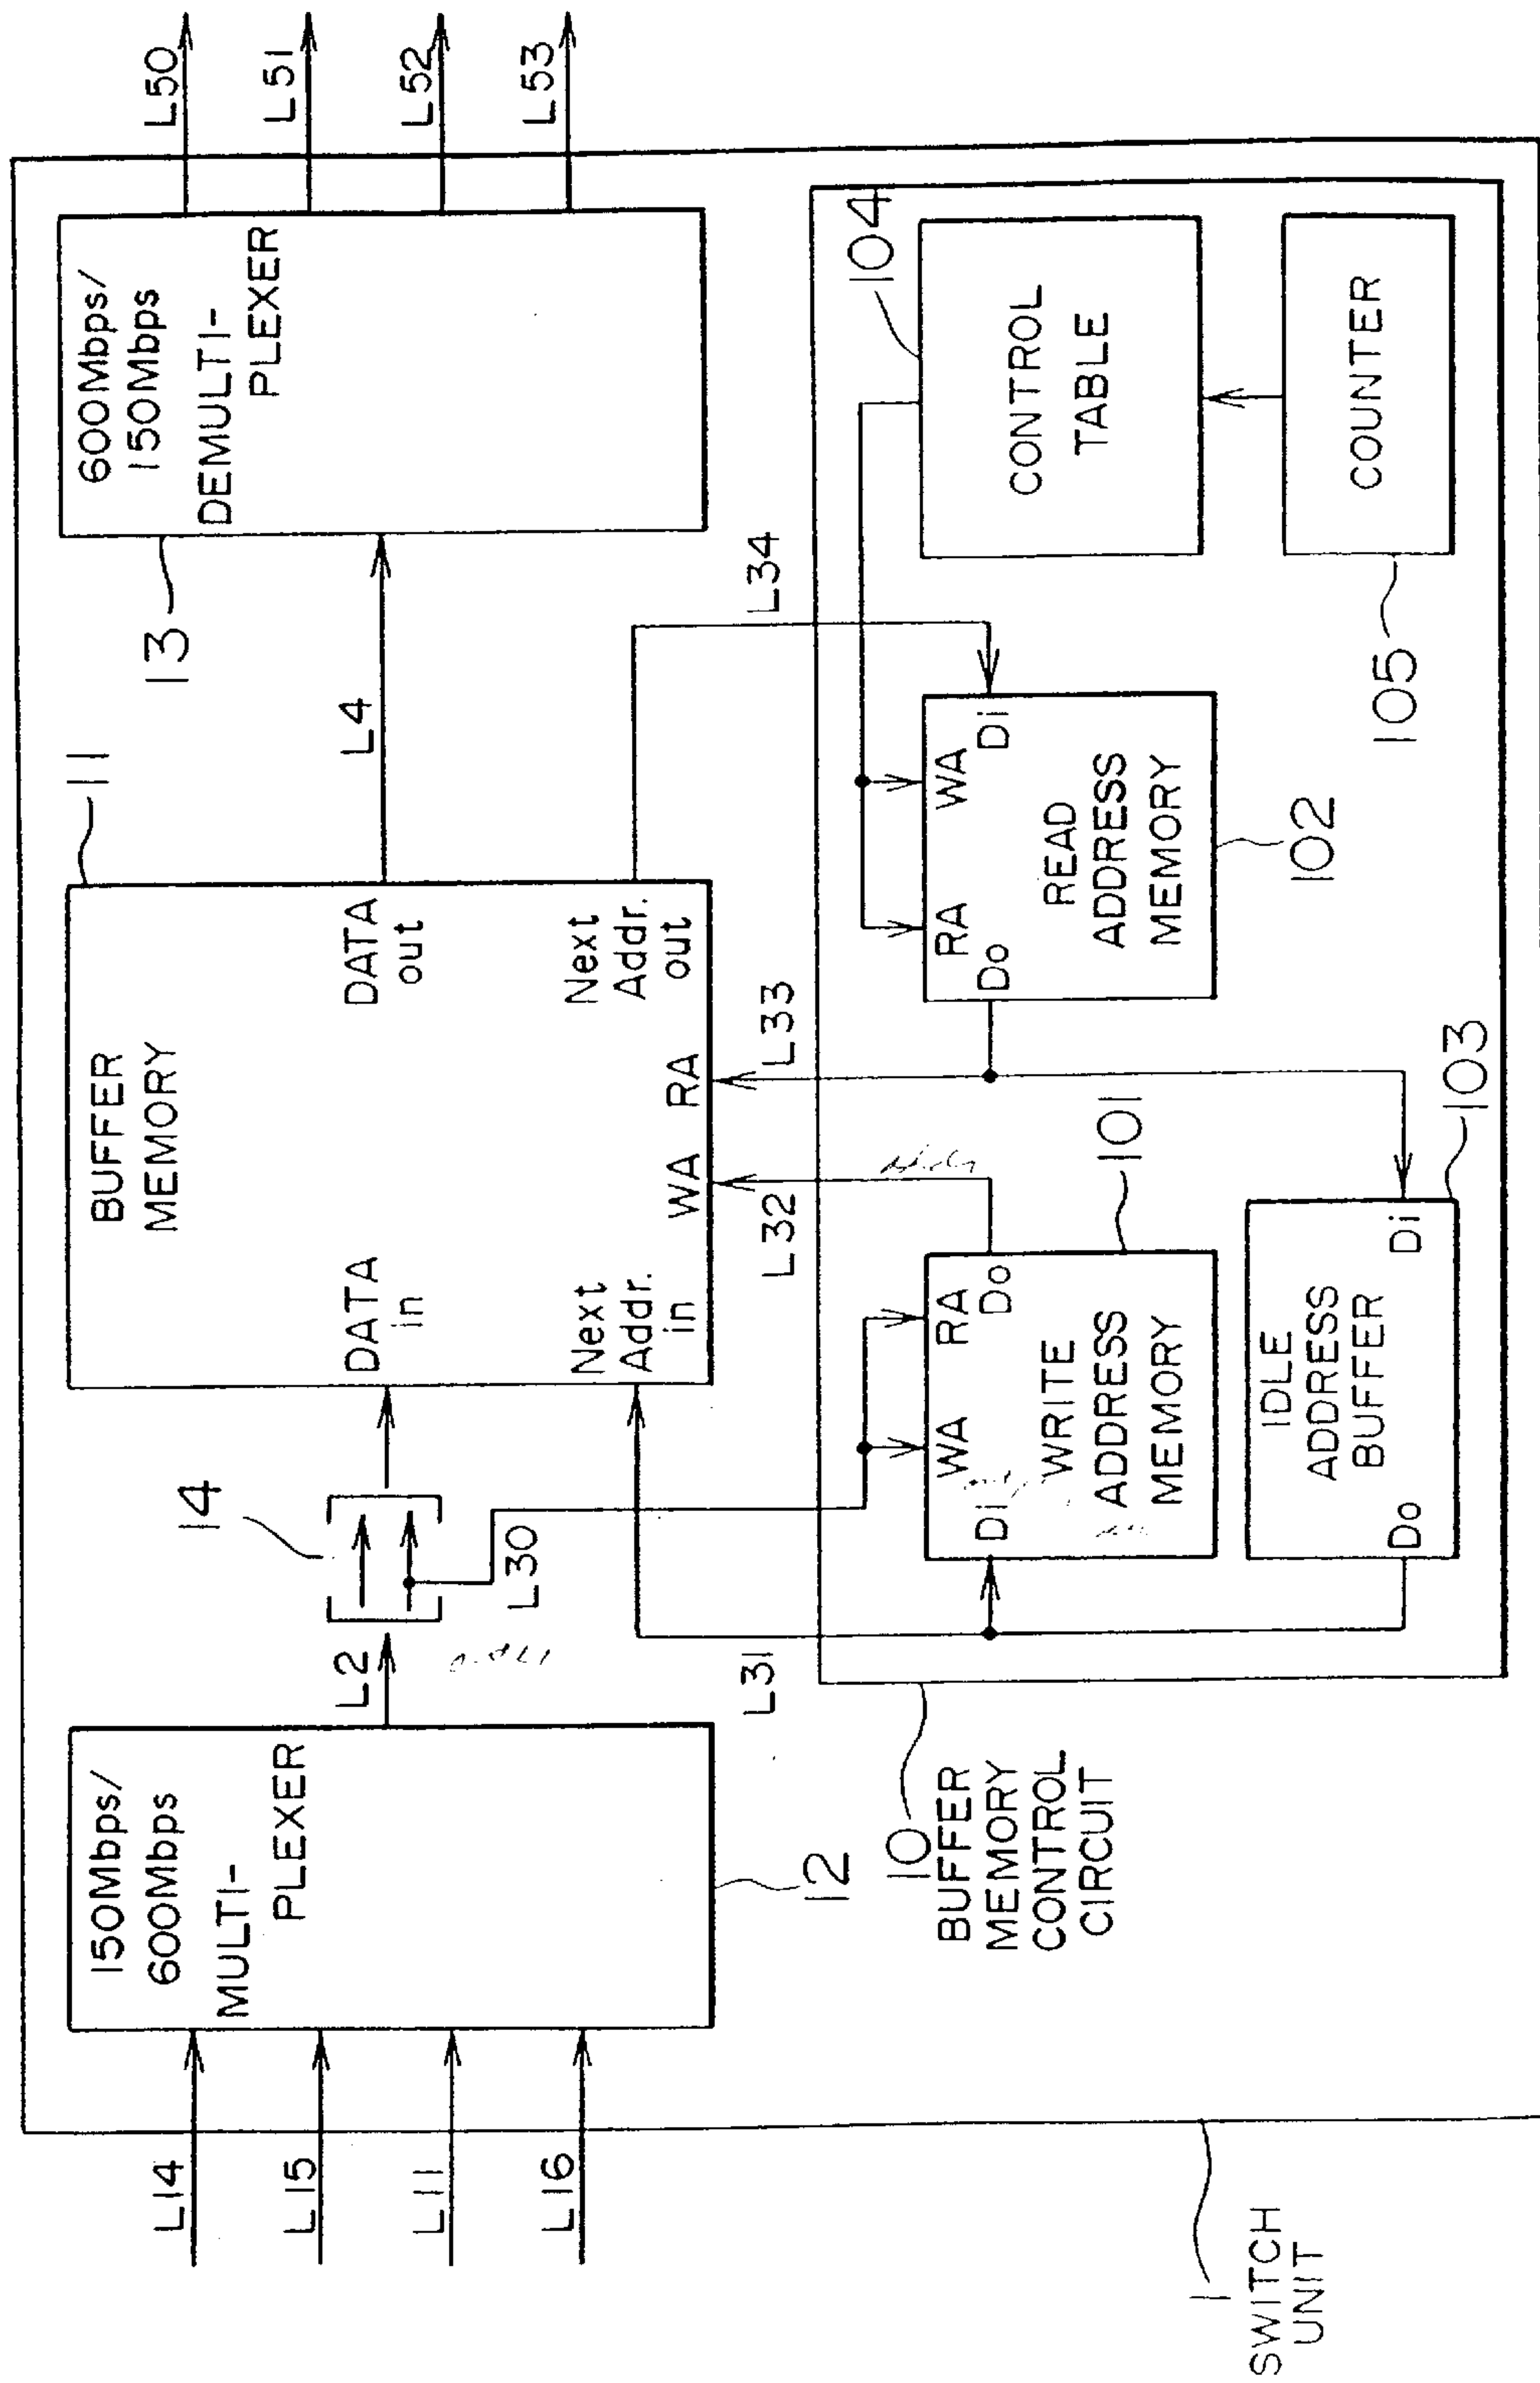 L14
L15
L11
L16
150Mbps/
600Mbps
MULTI-
PLEXER
12
L2
14
L30
L31
BUFFER
MEMORY
11
DATA
in
DATA
out
Next
Addr.
in
WA
RA
Next
Addr.
out
L32
L33
L34
L4
600Mbps/
150Mbps
DEMULTI-
PLEXER
13
L50
L51
L52
L53
10
BUFFER
MEMORY
CONTROL
CIRCUIT
WA
RA
Di
Do
WRITE
ADDRESS
MEMORY
101
IDLE
ADDRESS
BUFFER
Do
Di
103
RA
WA
Do
Di
READ
ADDRESS
MEMORY
102
CONTROL
TABLE
104
COUNTER
105
1
SWITCH
UNIT